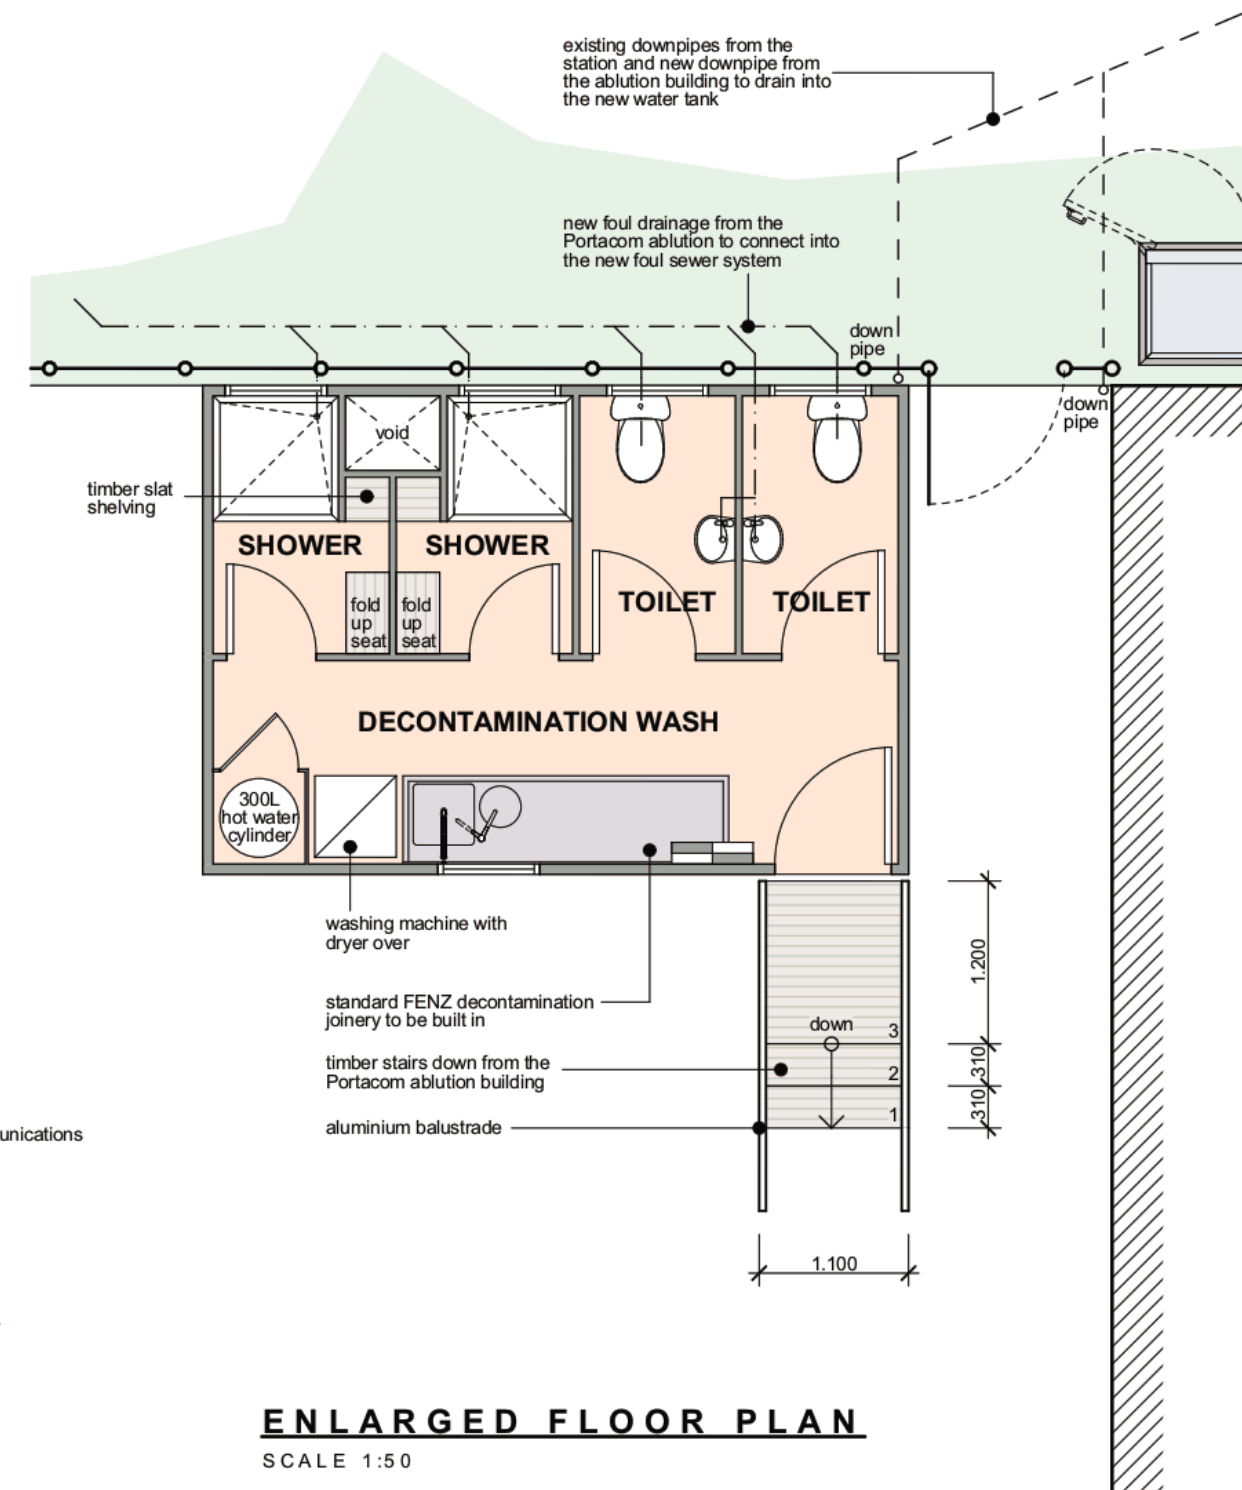 existing downpipes from the
station and new downpipe from
the ablution building to drain into
the new water tank
new foul drainage from the
Portacom ablution to connect into
the new foul sewer system
down
pipe
down
pipe
void
timber slat
shelving
SHOWER
SHOWER
TOILET
TOILET
fold
up
seat
fold
up
seat
DECONTAMINATION WASH
300L
hot water
cylinder
washing machine with
dryer over
standard FENZ decontamination
joinery to be built in
timber stairs down from the
Portacom ablution building
aluminium balustrade
unications
down
3
2
1
1.200
.310
.310
1.100
ENLARGED FLOOR PLAN
SCALE 1:50